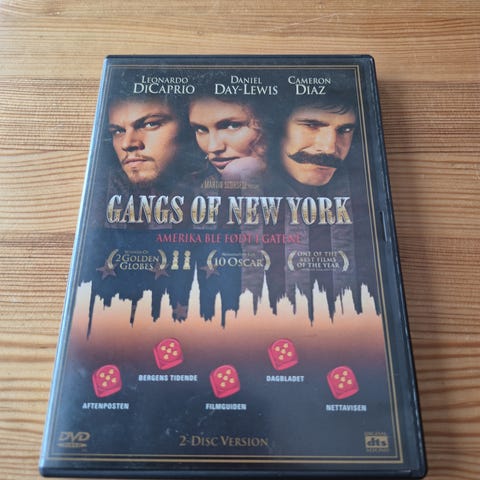 LEONARDO DICAPRIO
DANIEL DAY-LEWIS
CAMERON DIAZ
A MARTIN SCORSESE
GANGS OF NEW YORK
AMERIKA BLE FØDT I GATENE
2 GOLDEN GLOBES
10 OSCAR
ONE OF THE BEST FILMS OF THE YEAR
AFTENPOSTEN
BERGENS TIDENDE
FILMGUIDEN
DAGBLADET
NETTAVISEN
DVD
VIDEO
2-DISC VERSION
DIGITAL
dts